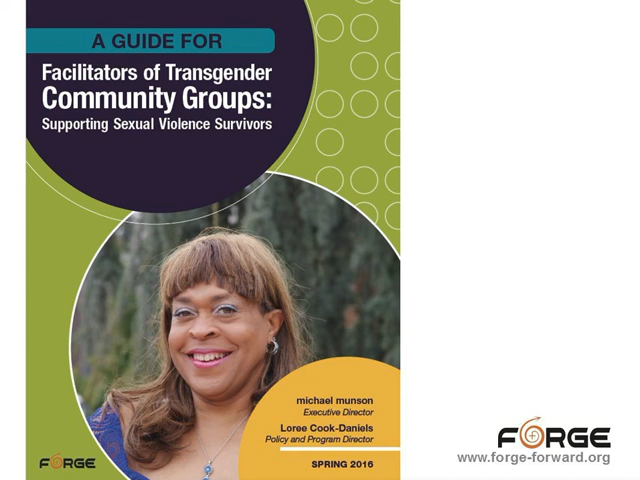 A GUIDE FOR
Facilitators of Transgender
Community Groups:
Supporting Sexual Violence Survivors
michael munson
Executive Director
Loree Cook-Daniels
Policy and Program Director
SPRING 2016
FORGE
FORGE
www.forge-forward.org